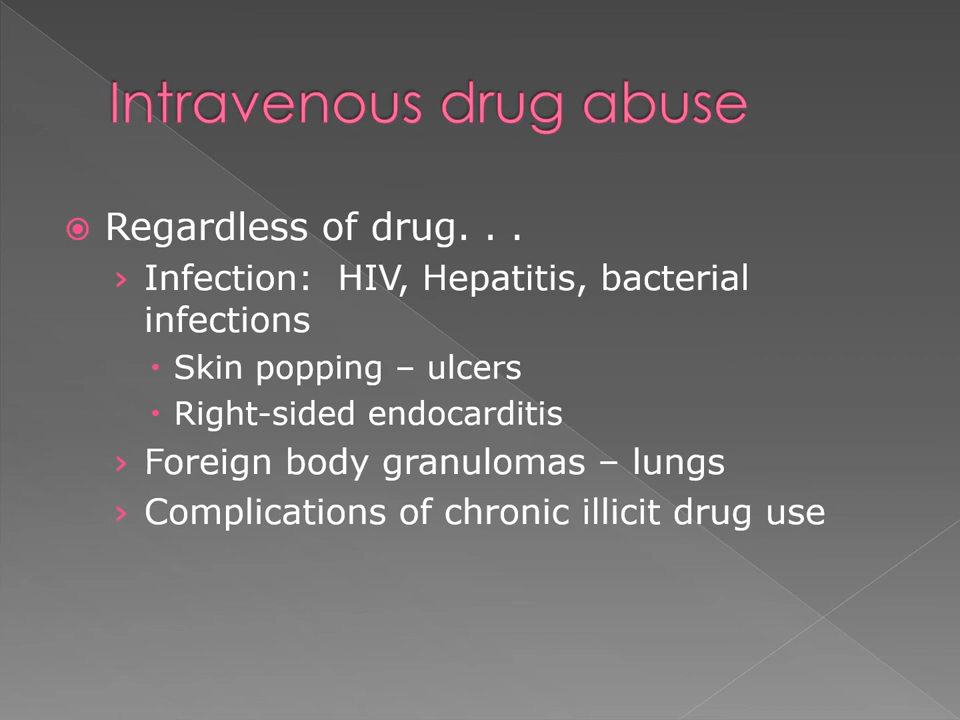 Intravenous drug abuse
Regardless of drug. . .
› Infection:  HIV, Hepatitis, bacterial
infections
Skin popping – ulcers
Right-sided endocarditis
› Foreign body granulomas – lungs
› Complications of chronic illicit drug use